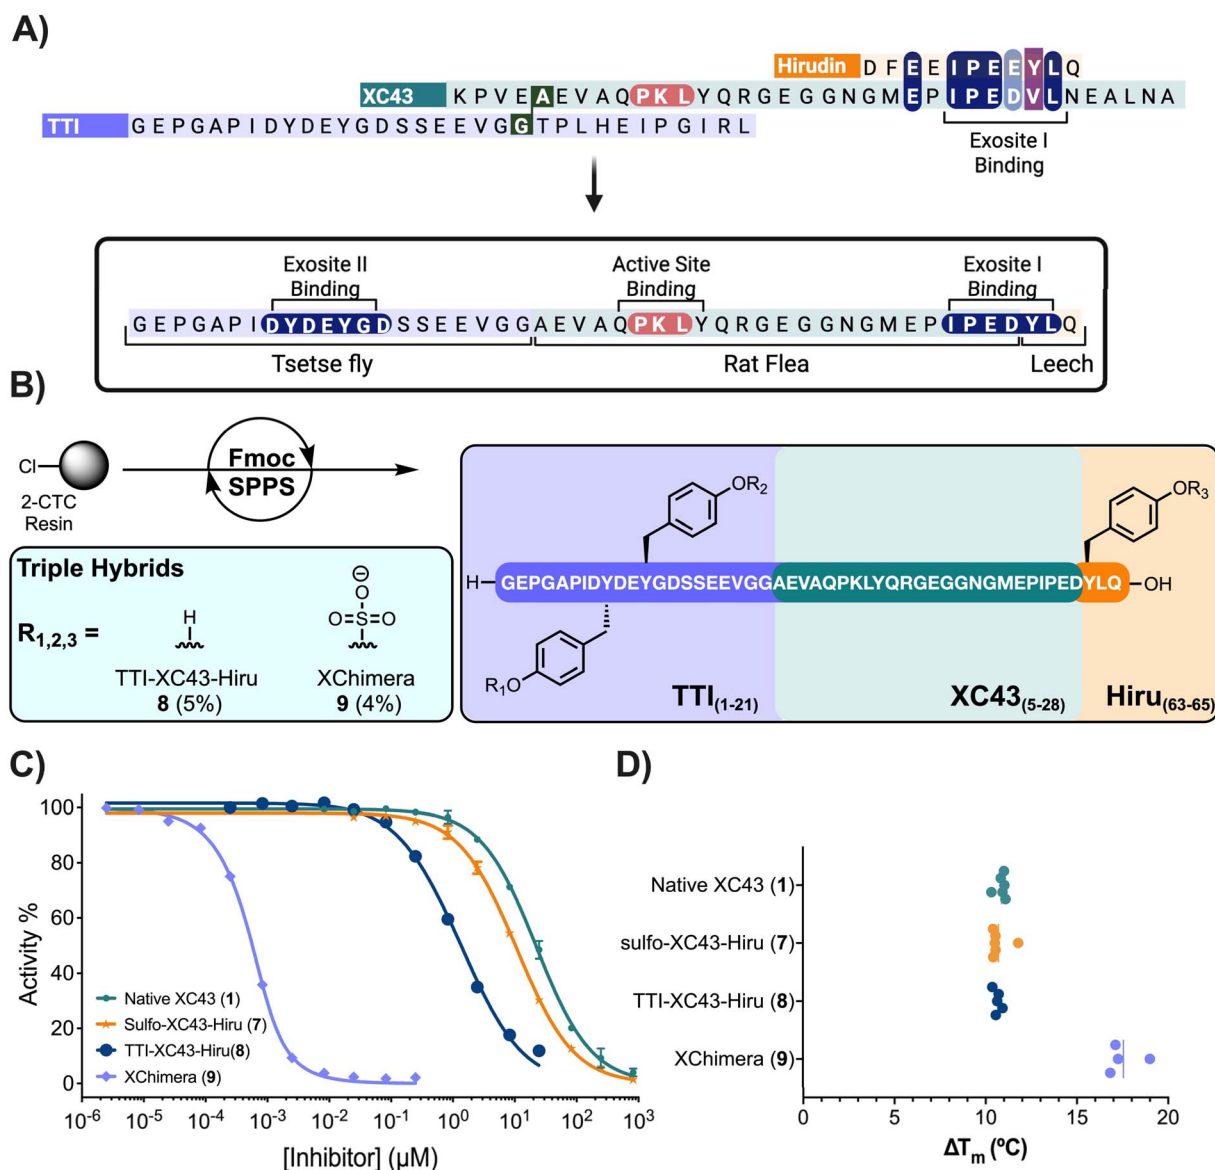 A)
Hirudin D F E E I P E E Y L Q
XC43 K P V E A E V A Q P K L Y Q R G E G G N G M E P I P E D V L N E A L N A
TTI G E P G A P I D Y D E Y G D S S E E V G G T P L H E I P G I R L
Exosite I
Binding
Exosite II
Binding
Active Site
Binding
Exosite I
Binding
G E P G A P I D Y D E Y G D S S E E V G G A E V A Q P K L Y Q R G E G G N G M E P I P E D Y L Q
Tsetse fly
Rat Flea
Leech
B)
Cl
2-CTC
Resin
Fmoc
SPPS
Triple Hybrids
R1,2,3 =
H
TTI-XC43-Hiru
8 (5%)
⊖
O
O=S=O
XChimera
9 (4%)
OR2
OR3
H—GEPGAPIDYDEYGDSSEEVGGAEVAQPKLYQRGEGGNGMEPIPEDYLQ—OH
R1O
TTI(1-21)
XC43(5-28)
Hiru(63-65)
C)
Activity %
100
80
60
40
20
0
Native XC43 (1)
Sulfo-XC43-Hiru (7)
TTI-XC43-Hiru(8)
XChimera (9)
10-6 10-5 10-4 10-3 10-2 10-1 100 101 102 103
[Inhibitor] (μM)
D)
Native XC43 (1)
sulfo-XC43-Hiru (7)
TTI-XC43-Hiru (8)
XChimera (9)
0 5 10 15 20
ΔTm (ºC)